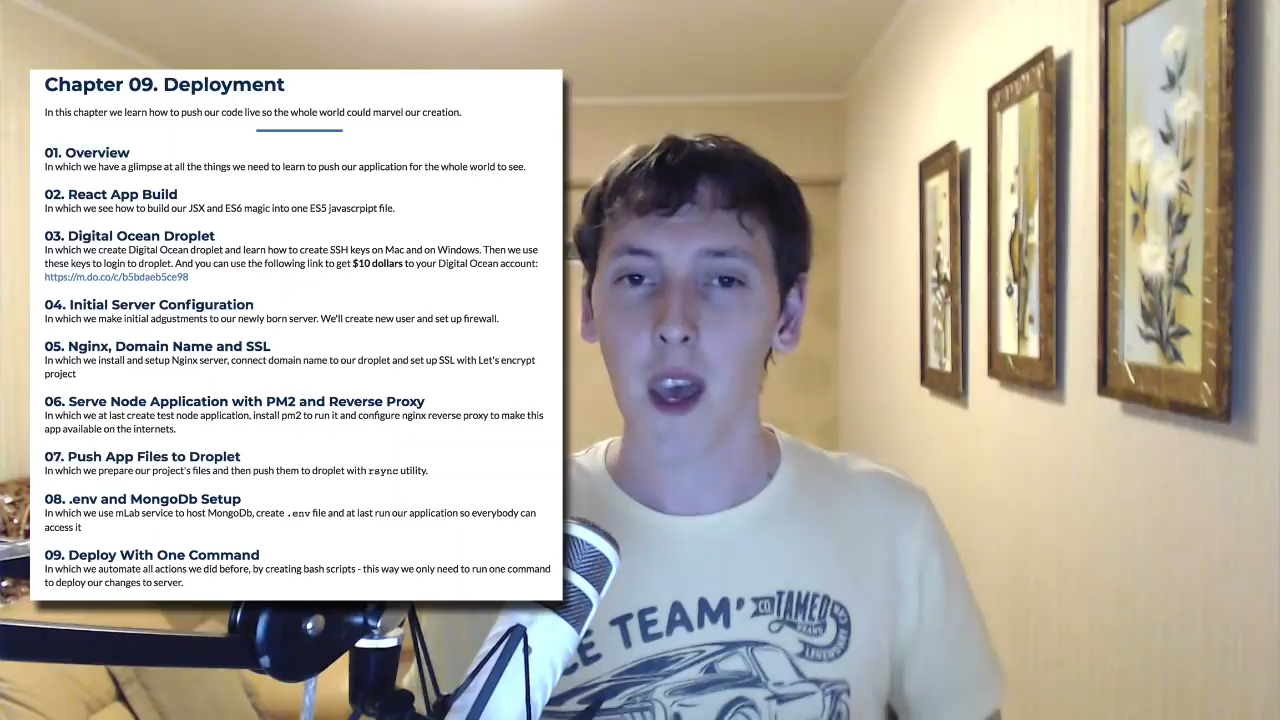 Chapter 09. Deployment
In this chapter we learn how to push our code live so the whole world could marvel our creation.
01. Overview
In which we have a glimpse at all the things we need to learn to push our application for the whole world to see.
02. React App Build
In which we see how to build our JSX and ES6 magic into one ES5 javascrpipt file.
03. Digital Ocean Droplet
In which we create Digital Ocean droplet and learn how to create SSH keys on Mac and on Windows. Then we use
these keys to login to droplet. And you can use the following link to get $10 dollars to your Digital Ocean account:
https://m.do.co/c/b5bdaeb5ce98
04. Initial Server Configuration
In which we make initial adgustments to our newly born server. We'll create new user and set up firewall.
05. Nginx, Domain Name and SSL
In which we install and setup Nginx server, connect domain name to our droplet and set up SSL with Let's encrypt
project
06. Serve Node Application with PM2 and Reverse Proxy
In which we at last create test node application, install pm2 to run it and configure nginx reverse proxy to make this
app available on the internets.
07. Push App Files to Droplet
In which we prepare our project's files and then push them to droplet with rsync utility.
08. .env and MongoDb Setup
In which we use mLab service to host MongoDb, create .env file and at last run our application so everybody can
access it
09. Deploy With One Command
In which we automate all actions we did before, by creating bash scripts - this way we only need to run one command
to deploy our changes to server.
TEAM'
CO TAMED
BRAND
LEGENDARY